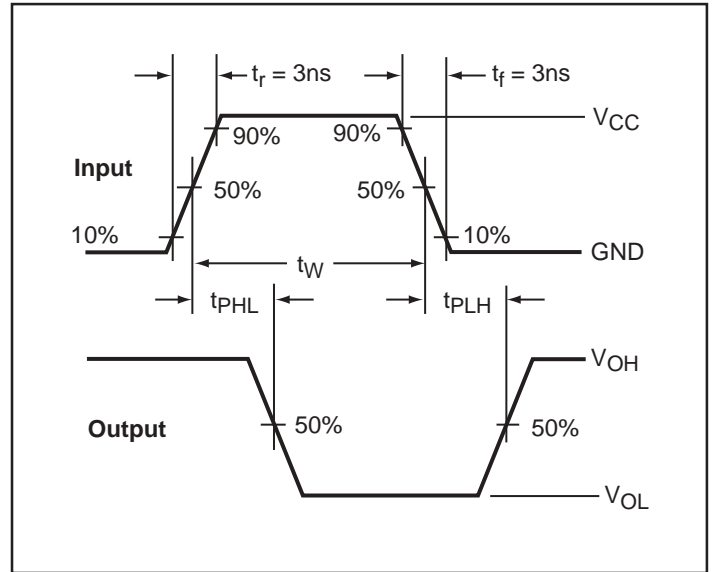 tr = 3ns
tf = 3ns
VCC
90%
90%
Input
50%
50%
10%
10%
GND
tW
tPHL
tPLH
VOH
Output
50%
50%
VOL